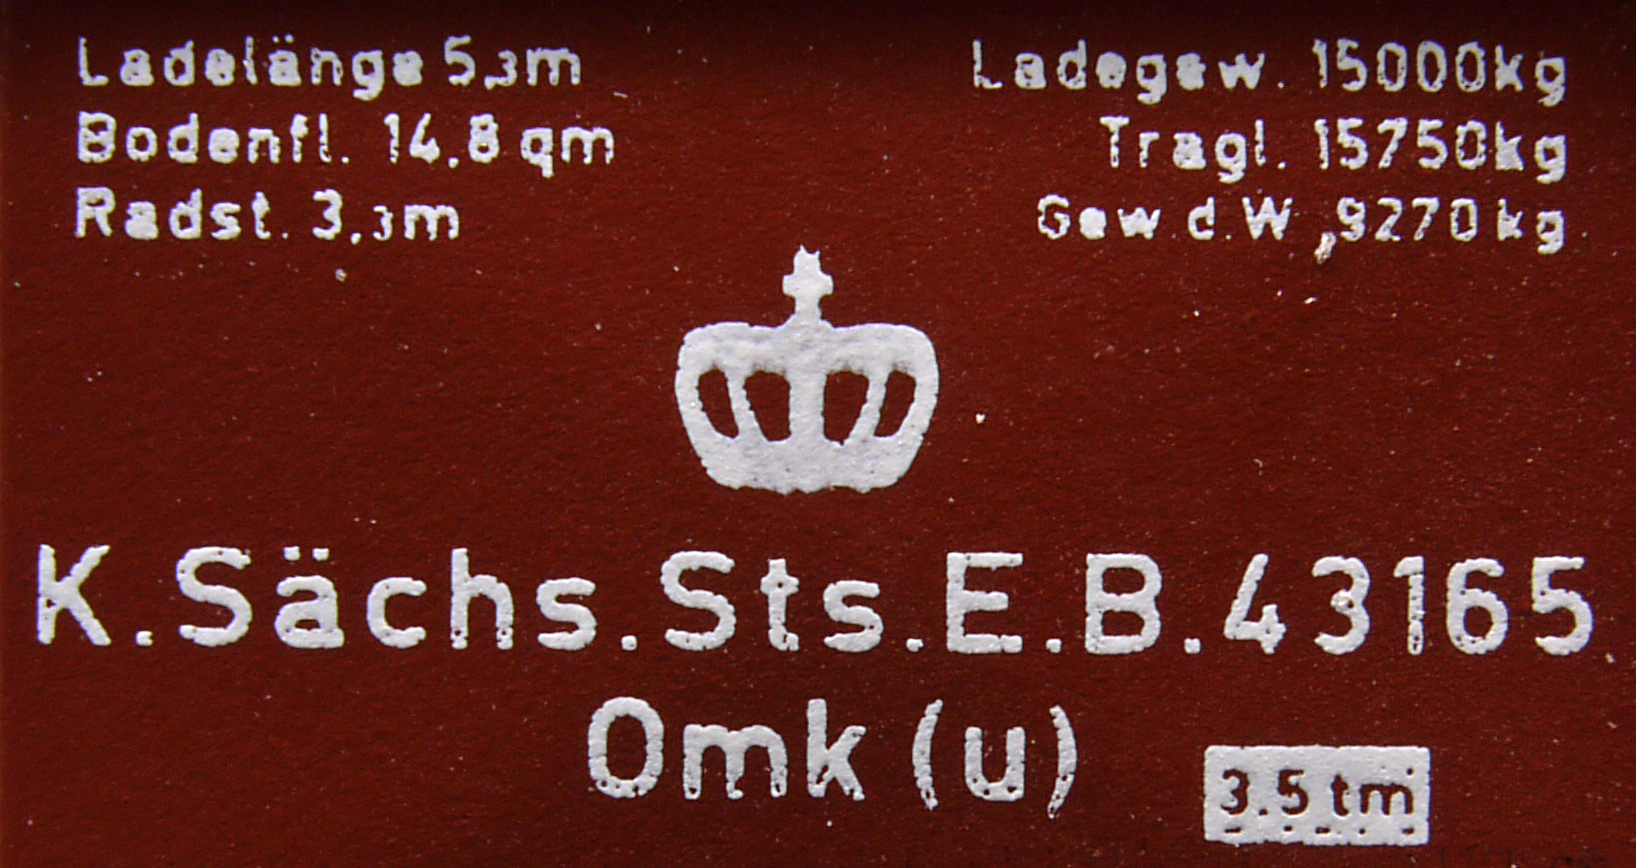 Ladelänge 5,3m
Bodenfl. 14,8 qm
Radst. 3,3m
Ladegew. 15000kg
Tragl. 15750kg
Gew. d. W. 9270 kg
K.Sächs.Sts.E.B.43165
Omk (u)
3.5 tm